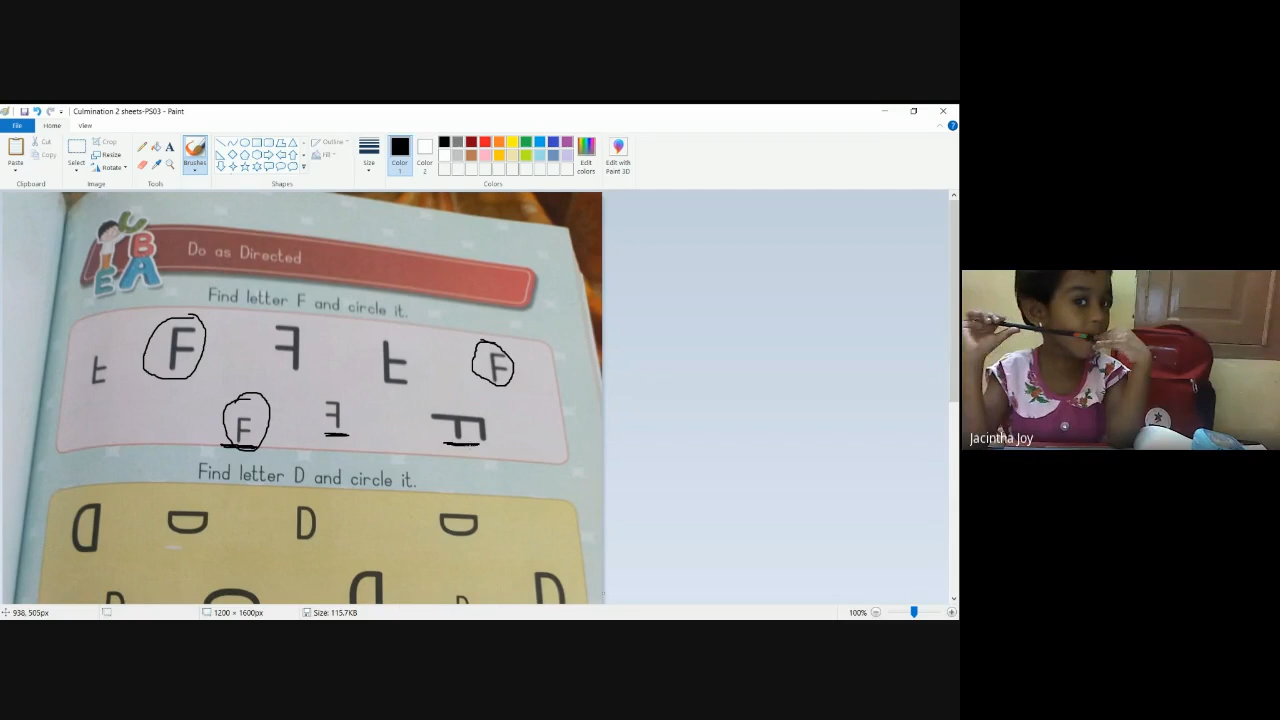 Culmination 2 sheets-PS03 - Paint
File Home View
Paste Cut Copy Clipboard
Select Crop Resize Rotate Image
Tools
Brushes
Shapes Outline Fill
Size
Color 1 Color 2 Edit colors Colors
Edit with Paint 3D
U B A E
Do as Directed
Find letter F and circle it.
F F F F F
F F F
Find letter D and circle it.
D D D D
D D D D D
Jacintha Joy
938, 505px 1200 × 1600px Size: 115.7KB 100%